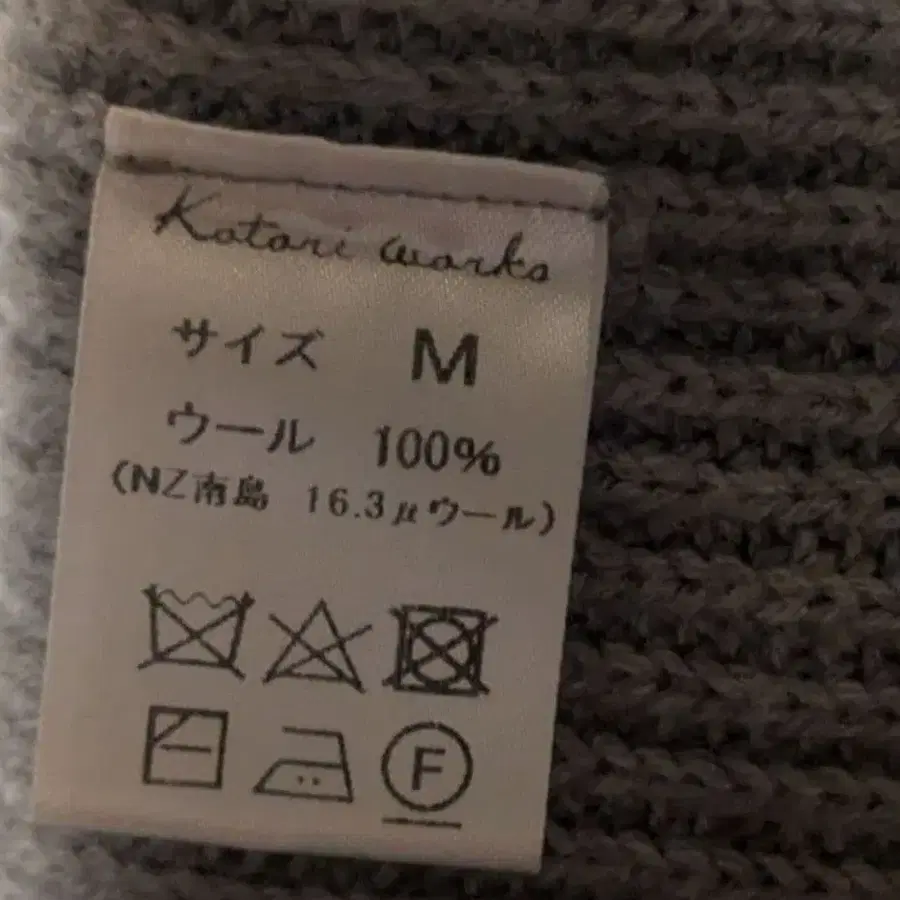 Kotori works
サイズ M
ウール 100%
(NZ南島 16.3μウール)
F